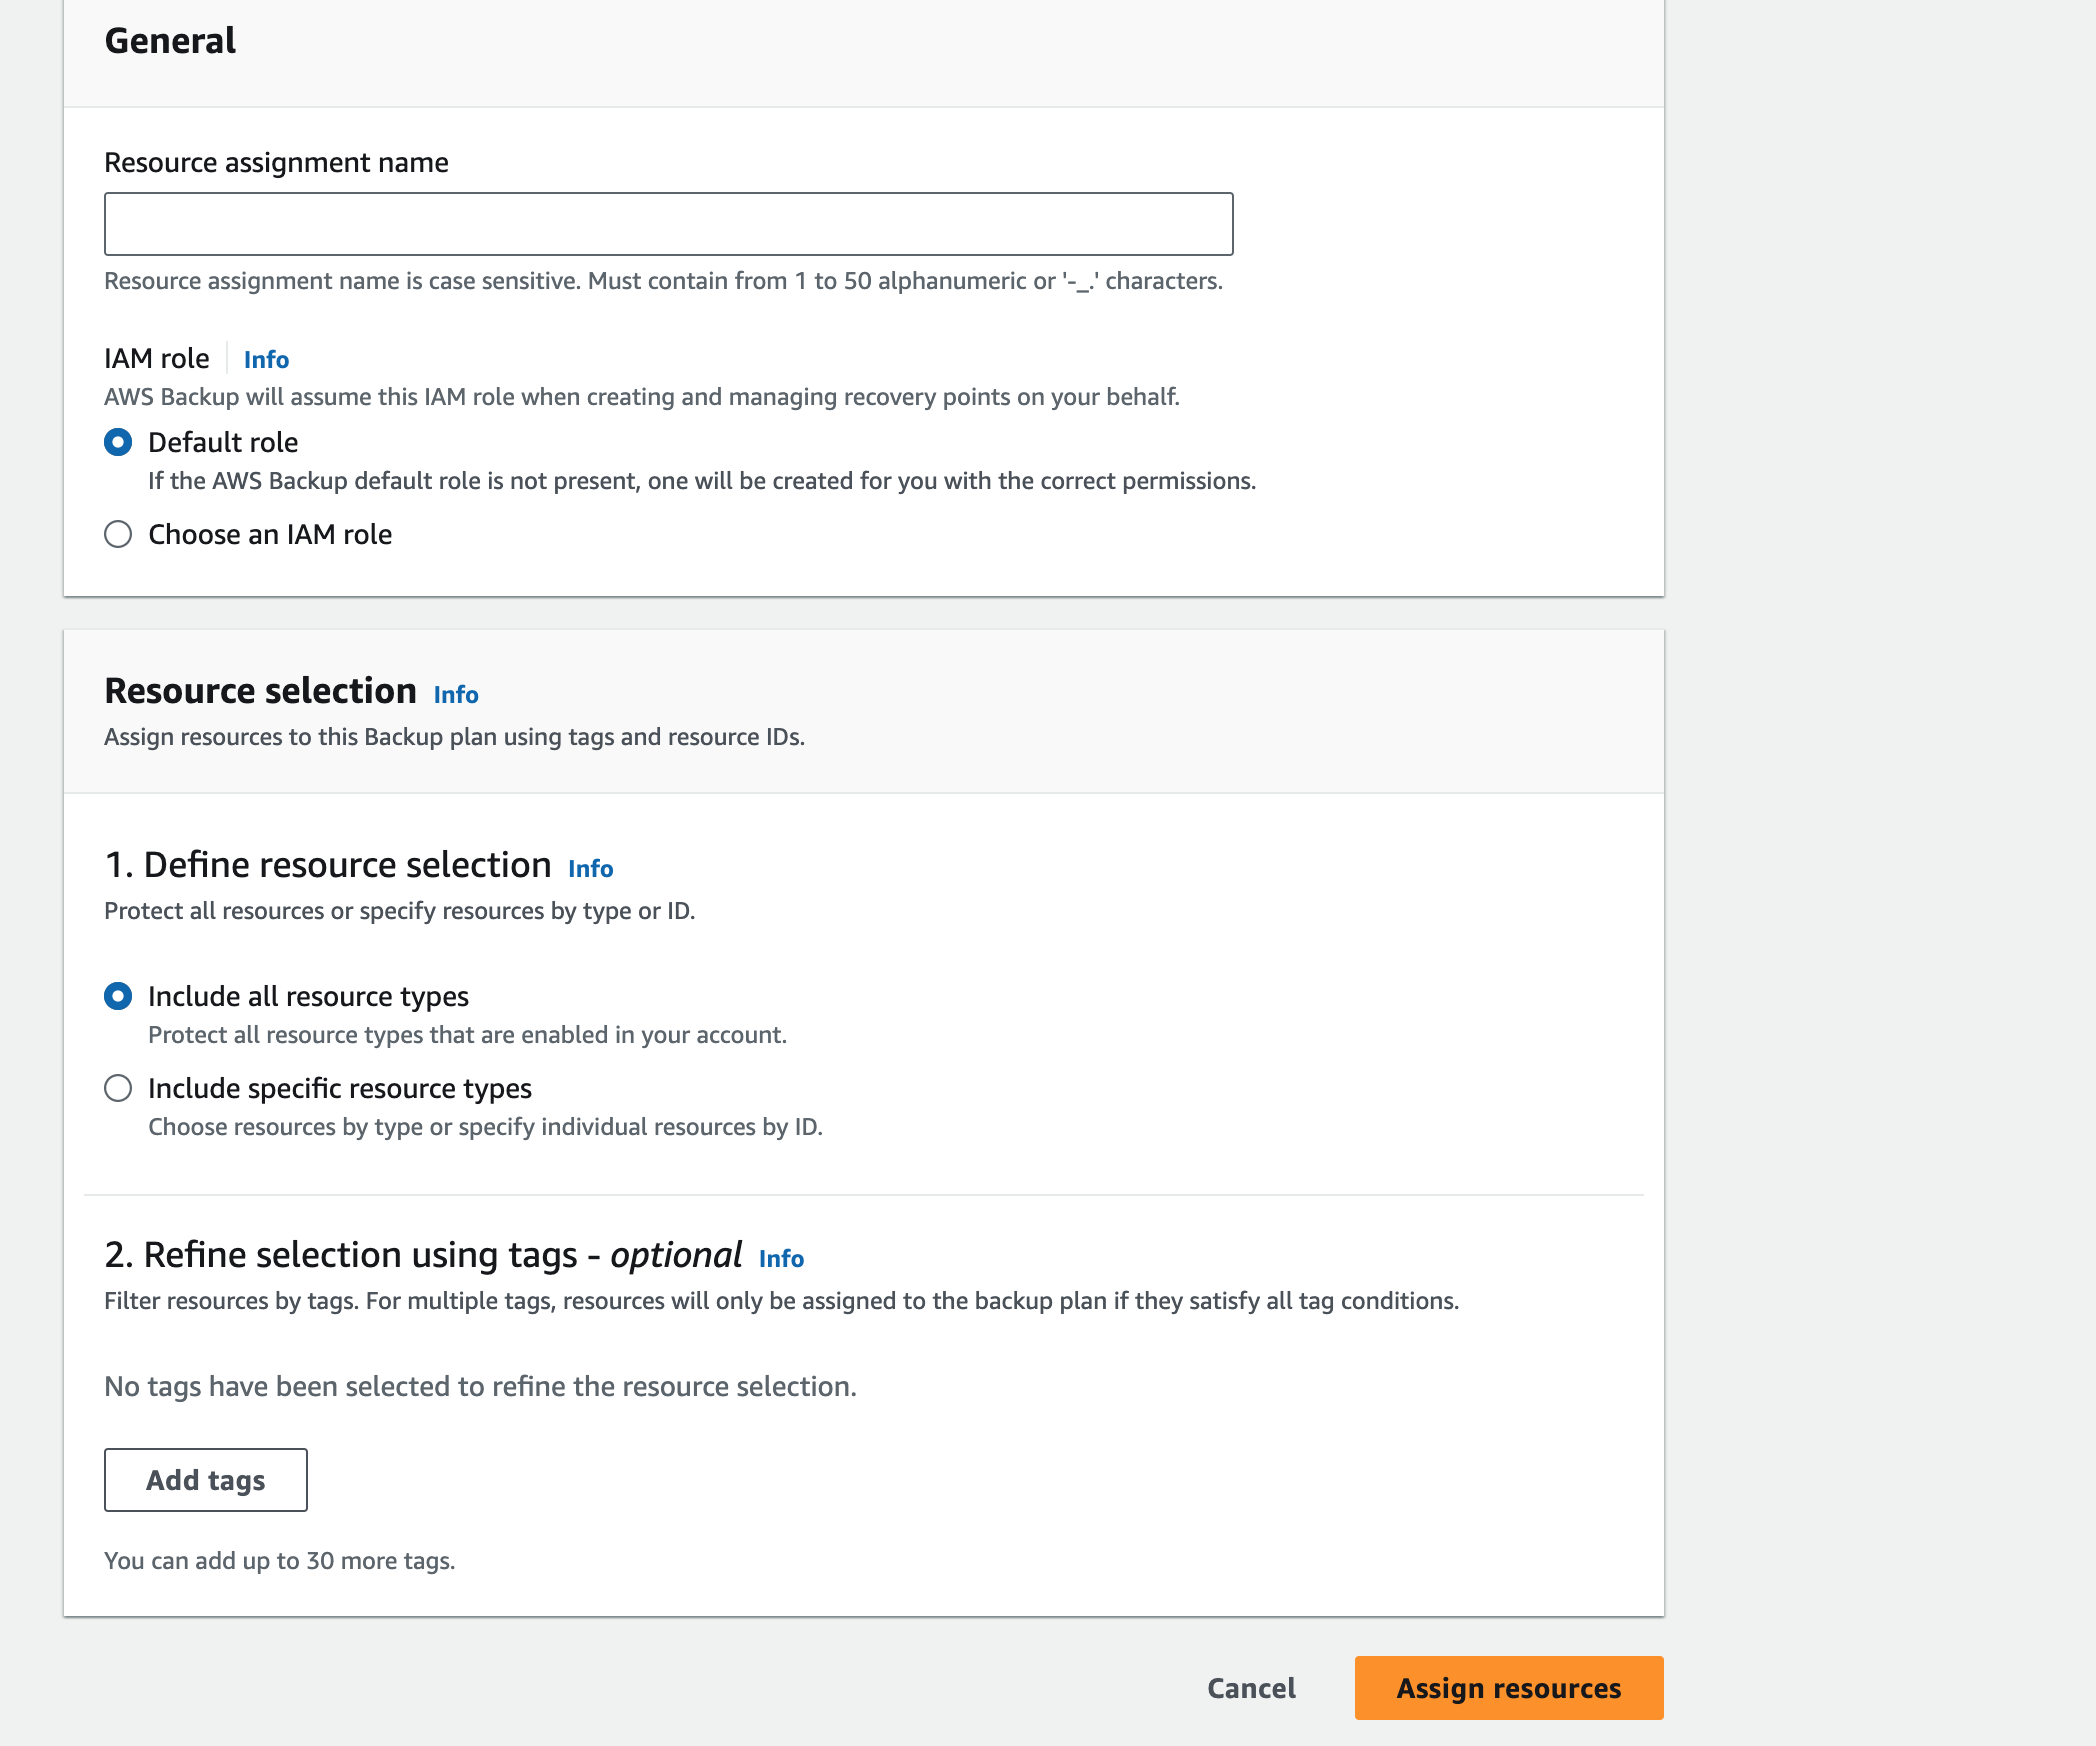 General
Resource assignment name
Resource assignment name is case sensitive. Must contain from 1 to 50 alphanumeric or '-_.' characters.
IAM role Info
AWS Backup will assume this IAM role when creating and managing recovery points on your behalf.
Default role
If the AWS Backup default role is not present, one will be created for you with the correct permissions.
Choose an IAM role
Resource selection Info
Assign resources to this Backup plan using tags and resource IDs.
1. Define resource selection Info
Protect all resources or specify resources by type or ID.
Include all resource types
Protect all resource types that are enabled in your account.
Include specific resource types
Choose resources by type or specify individual resources by ID.
2. Refine selection using tags - optional Info
Filter resources by tags. For multiple tags, resources will only be assigned to the backup plan if they satisfy all tag conditions.
No tags have been selected to refine the resource selection.
Add tags
You can add up to 30 more tags.
Cancel Assign resources